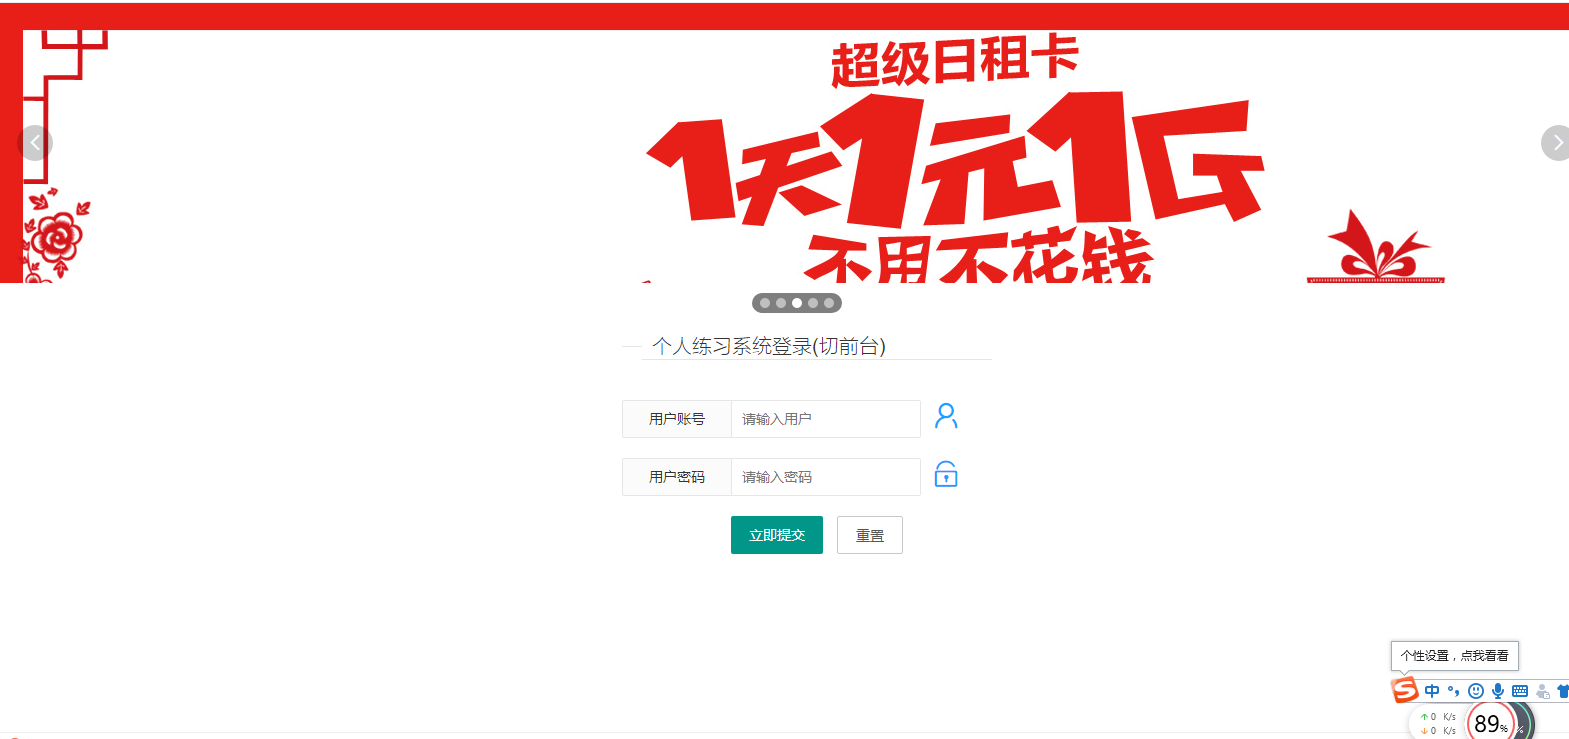 超级日租卡
1天1元1G
不用不花钱
个人练习系统登录(切前台)
用户账号 请输入用户
用户密码 请输入密码
立即提交 重置
个性设置，点我看看
S 中
↑ 0 K/s
↓ 0 K/s
89%